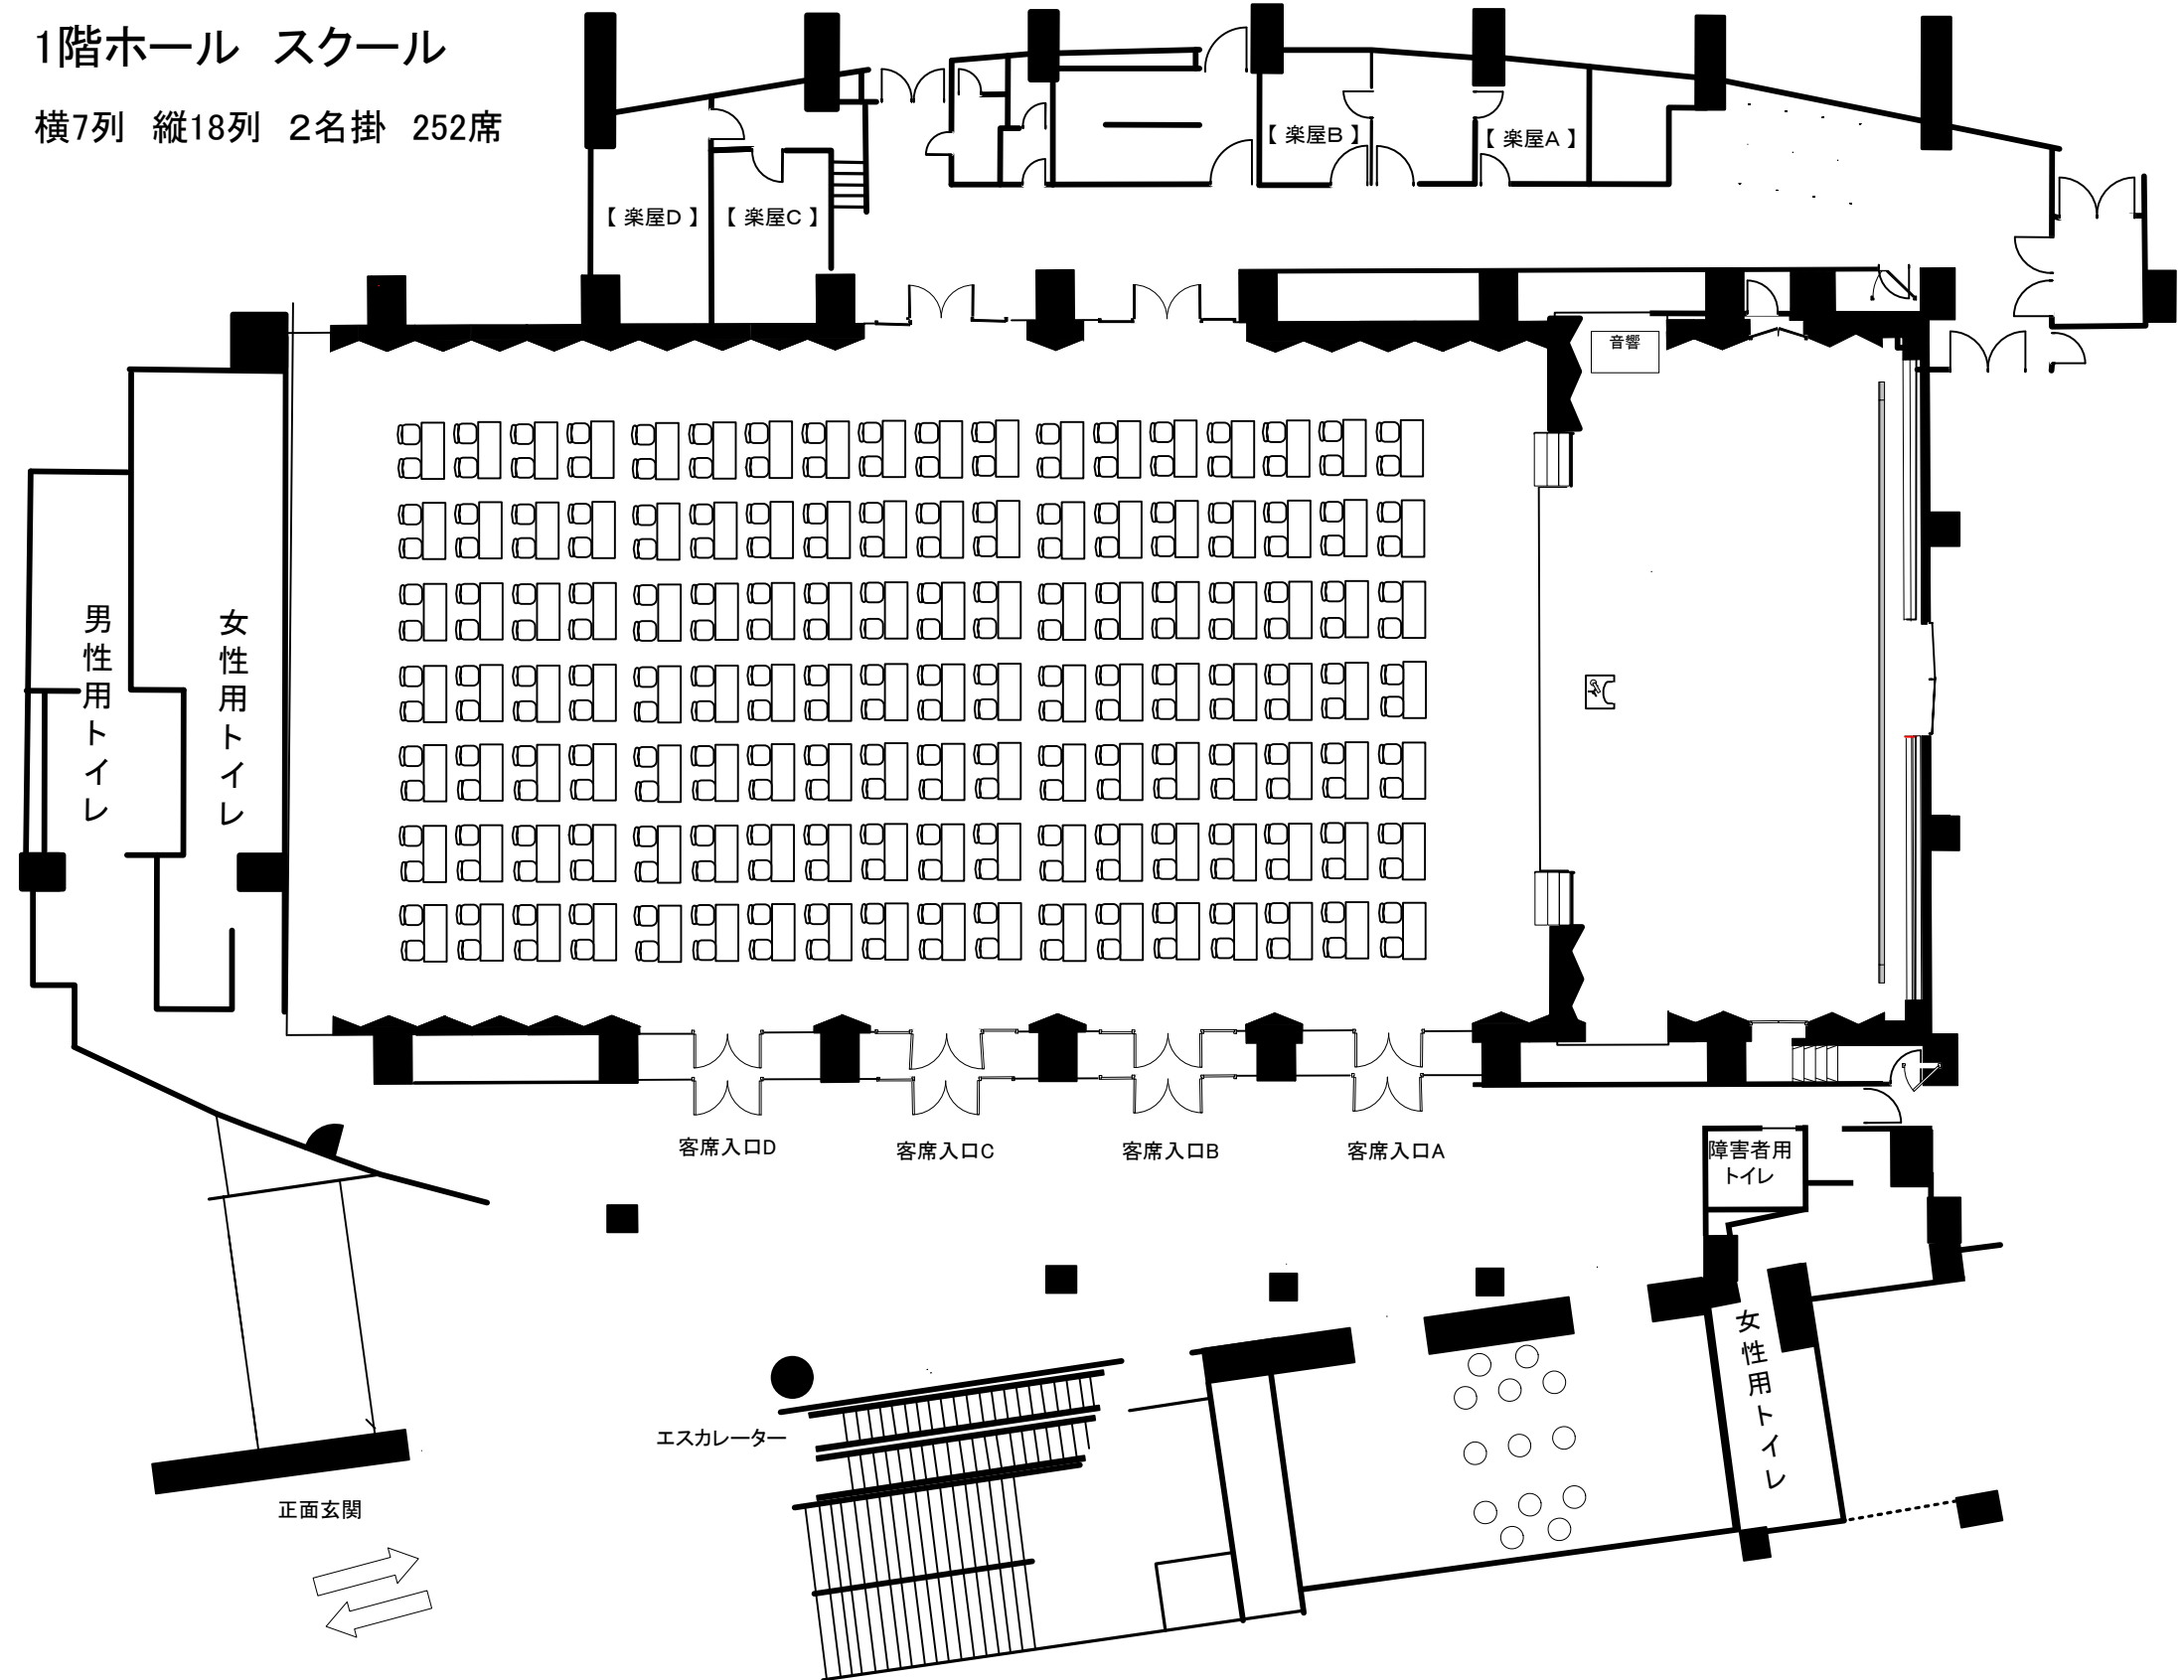 1階ホール　スクール
横7列　縦18列　２名掛　252席
【 楽屋B 】
【 楽屋A 】
【 楽屋D 】
【 楽屋C 】
音響
男性用トイレ
女性用トイレ
客席入口D
客席入口C
客席入口B
客席入口A
障害者用
トイレ
女性用トイレ
エスカレーター
正面玄関